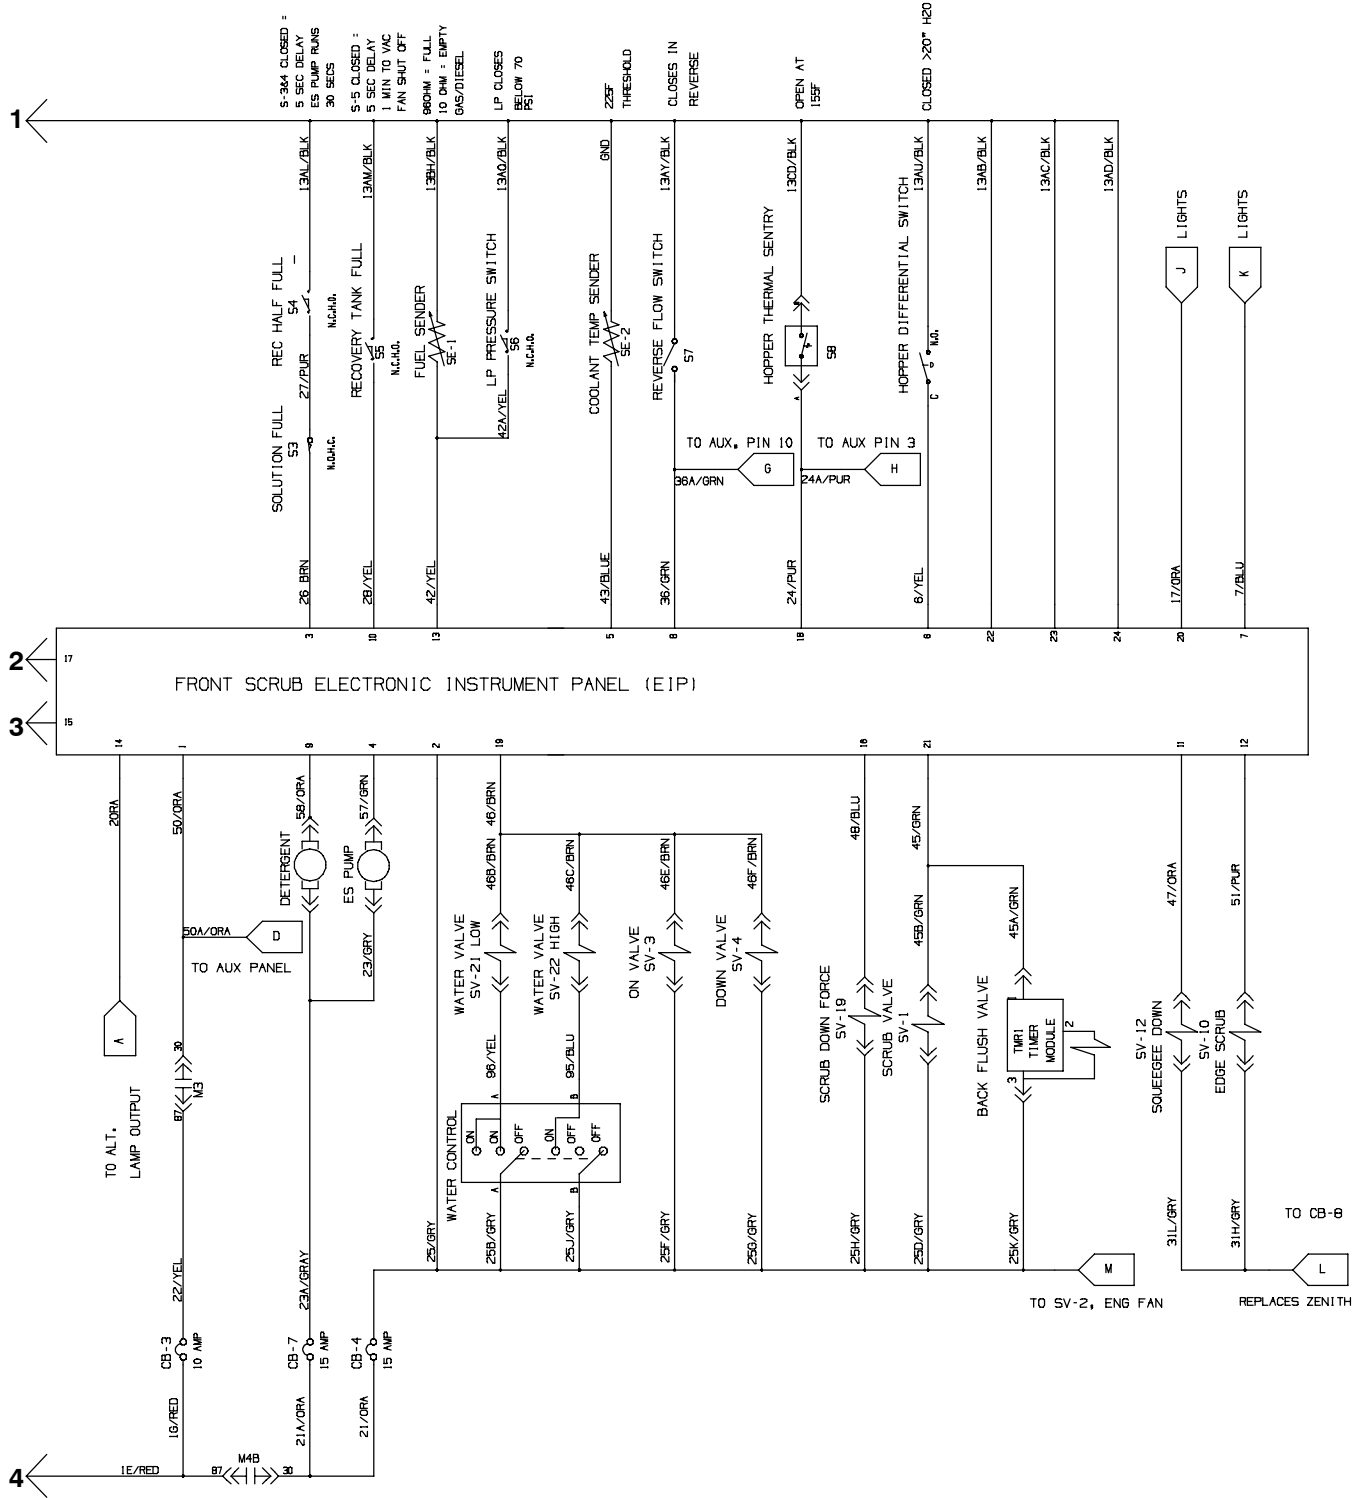 1
S-3&4 CLOSED =
5 SEC DELAY
ES PUMP RUNS
30 SECS
S-5 CLOSED =
5 SEC DELAY
1 MIN TO VAC
FAN SHUT OFF
960HM = FULL
10 OHM = EMPTY
GAS/DIESEL
LP CLOSES
BELOW 70
PSI
225F
THRESHOLD
CLOSES IN
REVERSE
OPEN AT
155F
CLOSED >20" H20
13AL/BLK
13AM/BLK
13BH/BLK
13AQ/BLK
GND
13AY/BLK
13CD/BLK
13AU/BLK
13AB/BLK
13AC/BLK
13AD/BLK
REC HALF FULL
S4
N.C.H.O.
27/PUR
SOLUTION FULL
S3
N.O.H.C.
26 BRN
RECOVERY TANK FULL
S5
N.C.H.O.
28/YEL
FUEL SENDER
SE-1
42/YEL
LP PRESSURE SWITCH
S6
N.C.H.O.
42A/YEL
COOLANT TEMP SENDER
SE-2
43/BLUE
REVERSE FLOW SWITCH
S7
TO AUX. PIN 10
G
36A/GRN
36/GRN
HOPPER THERMAL SENTRY
S8
A
TO AUX PIN 3
H
24A/PUR
24/PUR
HOPPER DIFFERENTIAL SWITCH
N.O.
D
C
6/YEL
LIGHTS
J
17/ORA
LIGHTS
K
7/BLU
2
17
3
15
3
10
13
5
8
18
6
22
23
24
20
7
FRONT SCRUB ELECTRONIC INSTRUMENT PANEL (EIP)
14
1
9
4
2
19
16
21
11
12
20RA
A
TO ALT.
LAMP OUTPUT
50/ORA
50A/ORA
D
TO AUX PANEL
30
M3
87
22/YEL
CB-3
10 AMP
1G/RED
58/ORA
DETERGENT
57/GRN
ES PUMP
23/GRY
23A/GRAY
CB-7
15 AMP
21A/ORA
CB-4
15 AMP
21/ORA
25/GRY
46/BRN
46B/BRN
WATER VALVE
SV-21 LOW
96/YEL
46C/BRN
WATER VALVE
SV-22 HIGH
95/BLU
WATER CONTROL
A
B
ON
ON
OFF
ON
OFF
OFF
A
B
25B/GRY
25J/GRY
46E/BRN
ON VALVE
SV-3
25F/GRY
46F/BRN
DOWN VALVE
SV-4
25G/GRY
48/BLU
SCRUB DOWN FORCE
SV-19
25H/GRY
45/GRN
45B/GRN
SCRUB VALVE
SV-1
25D/GRY
45A/GRN
BACK FLUSH VALVE
1
TMR1
TIMER
MODULE
2
3
25K/GRY
M
TO SV-2, ENG FAN
47/ORA
SV-12
SQUEEGEE DOWN
31L/GRY
51/PUR
SV-10
EDGE SCRUB
31H/GRY
TO CB-8
L
REPLACES ZENITH
4
1E/RED
87
M4B
30